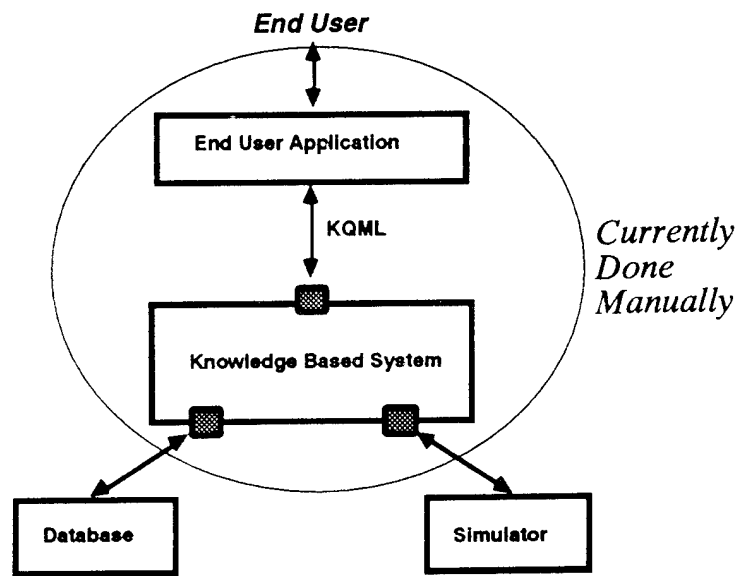 End User
End User Application
KQML
Currently
Done
Manually
Knowledge Based System
Database
Simulator